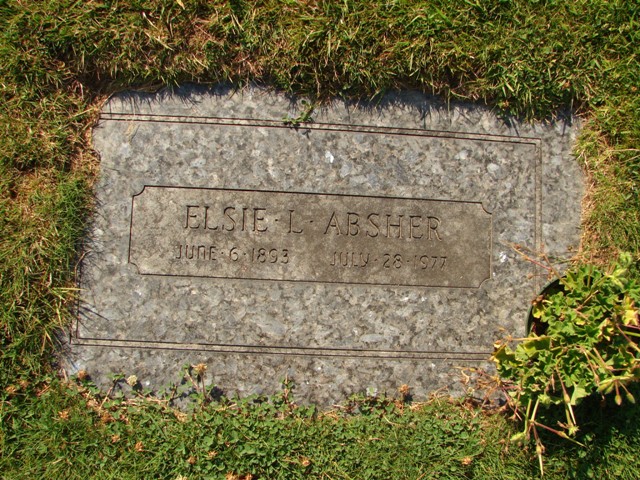 ELSIE · L · ABSHER
JUNE · 6 · 1893 JULY · 28 · 1977